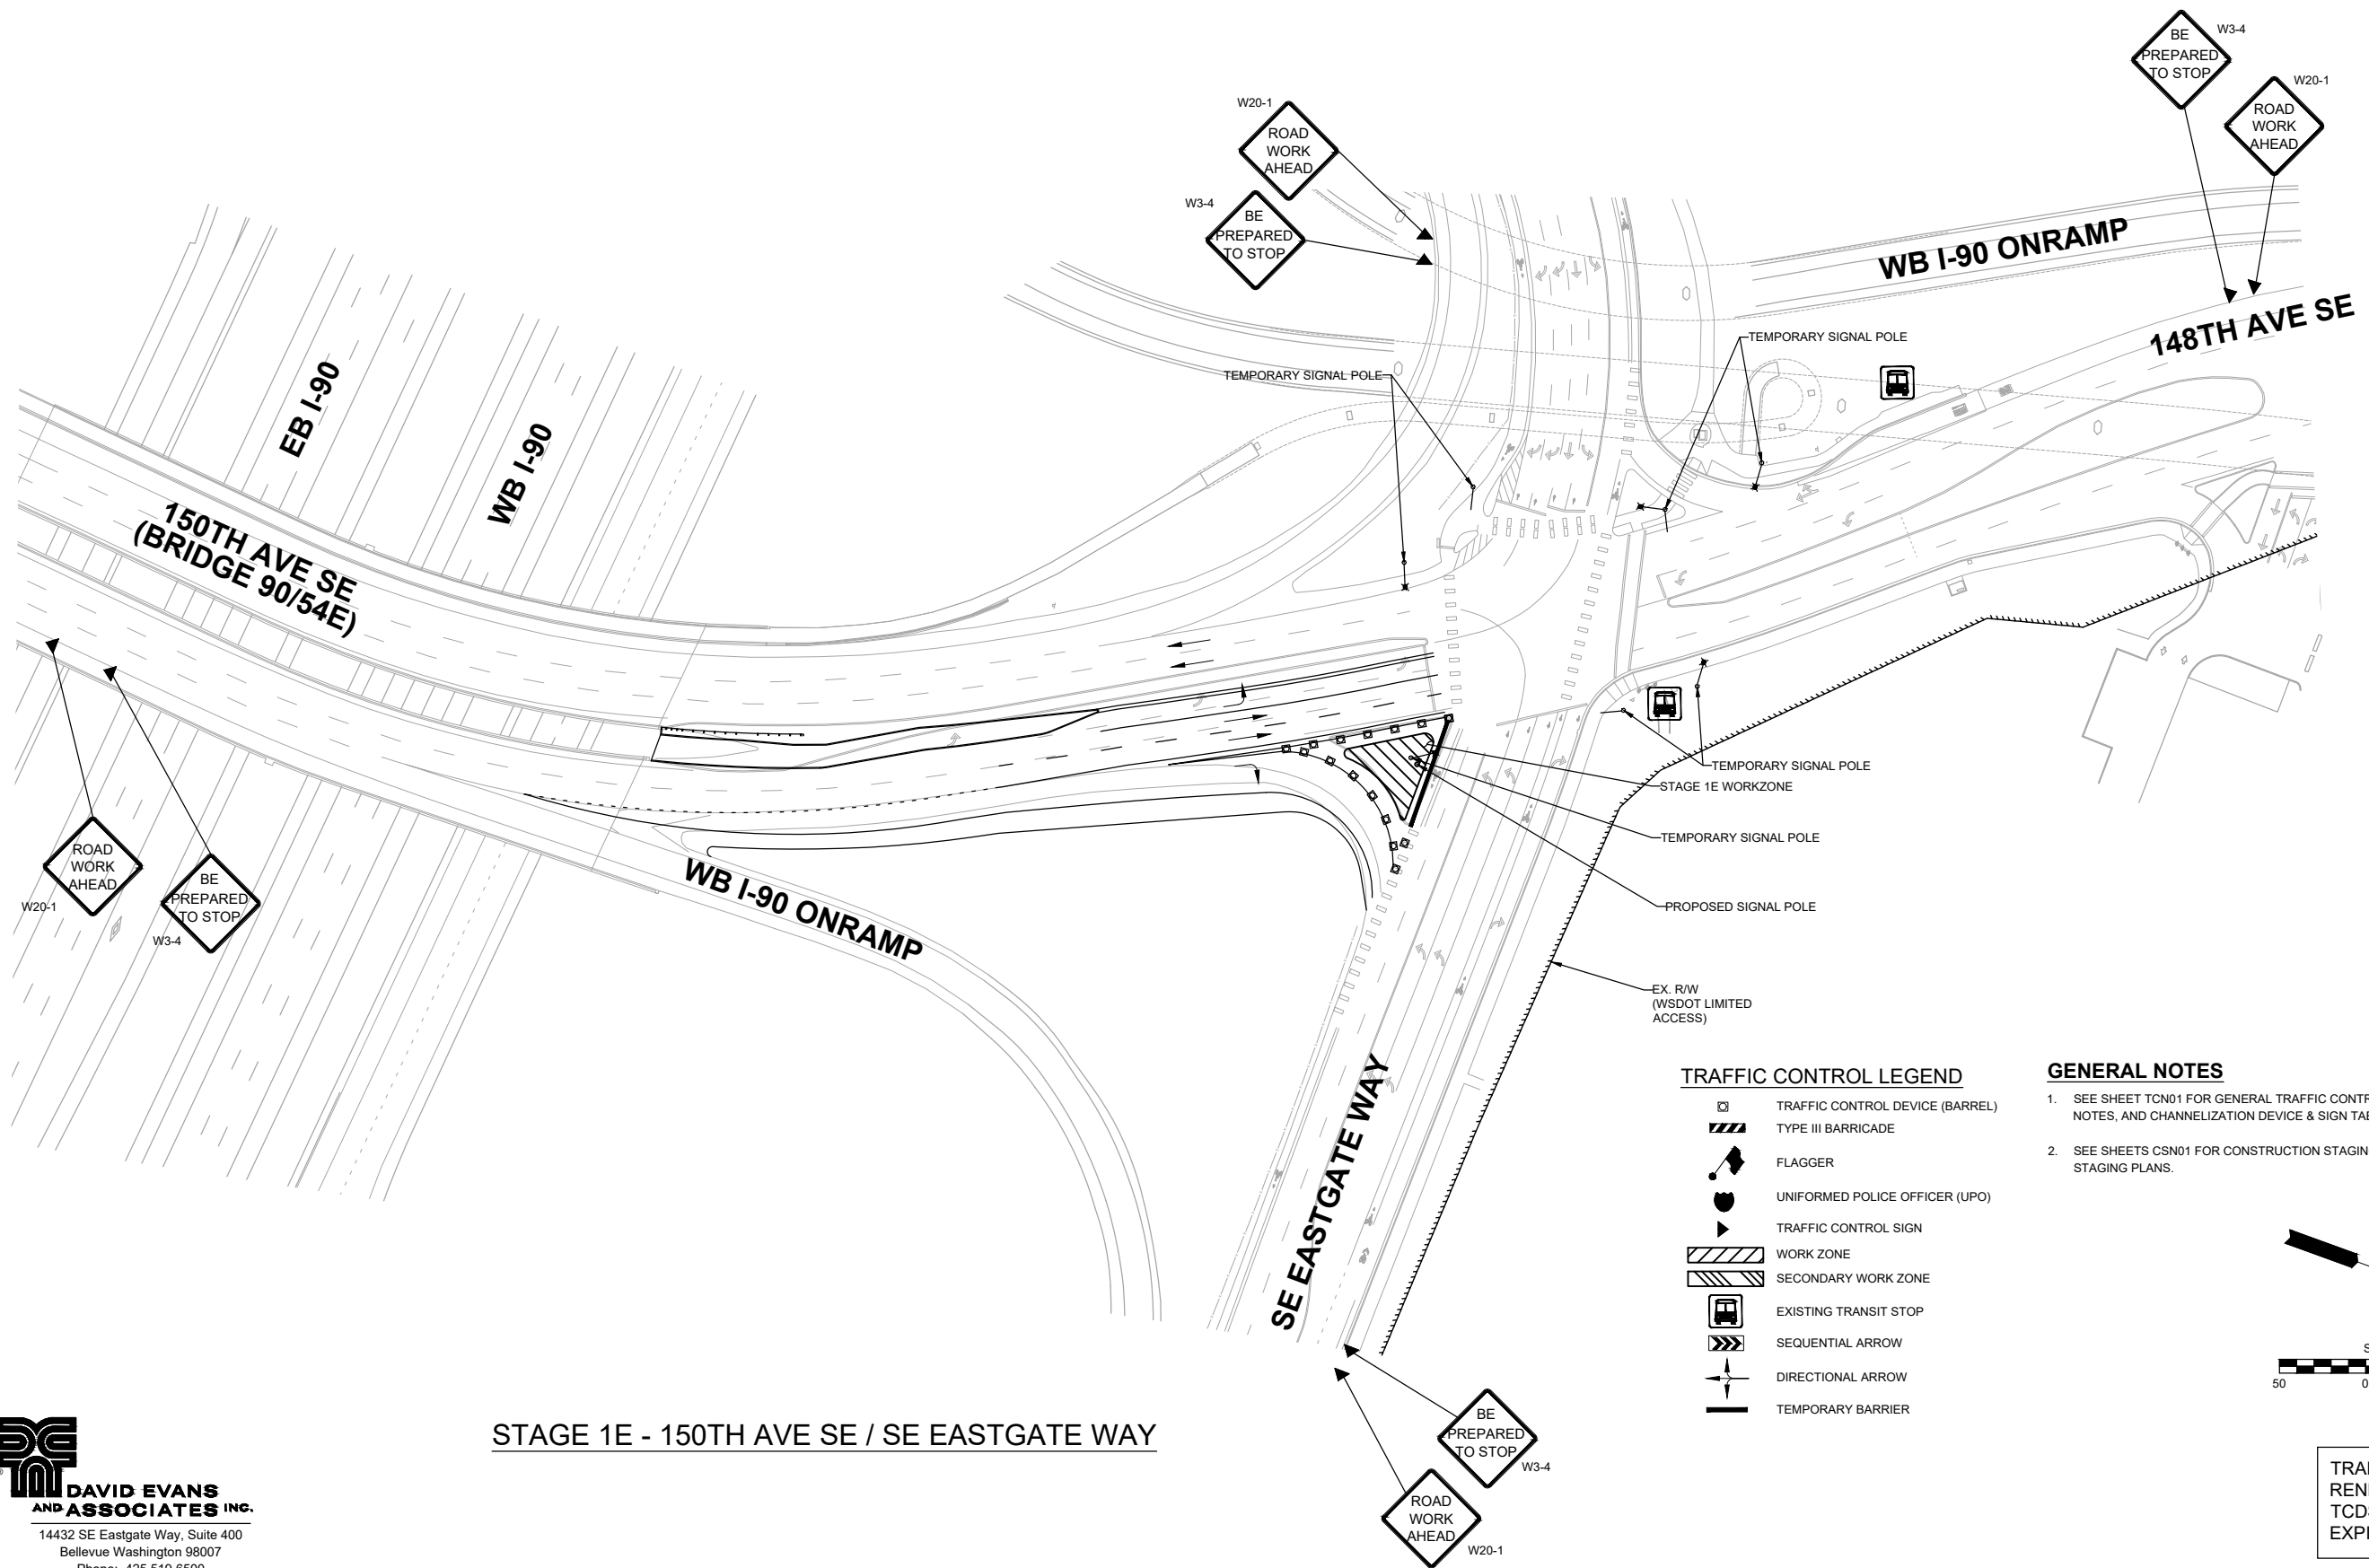 BE
PREPARED
TO STOP
W3-4
ROAD
WORK
AHEAD
W20-1
W20-1
ROAD
WORK
AHEAD
W3-4
BE
PREPARED
TO STOP
WB I-90 ONRAMP
148TH AVE SE
TEMPORARY SIGNAL POLE
TEMPORARY SIGNAL POLE
EB I-90
WB I-90
150TH AVE SE
(BRIDGE 90/54E)
TEMPORARY SIGNAL POLE
STAGE 1E WORKZONE
TEMPORARY SIGNAL POLE
PROPOSED SIGNAL POLE
ROAD
WORK
AHEAD
W20-1
BE
PREPARED
TO STOP
W3-4
WB I-90 ONRAMP
EX. R/W
(WSDOT LIMITED
ACCESS)
SE EASTGATE WAY
TRAFFIC CONTROL LEGEND
TRAFFIC CONTROL DEVICE (BARREL)
TYPE III BARRICADE
FLAGGER
UNIFORMED POLICE OFFICER (UPO)
TRAFFIC CONTROL SIGN
WORK ZONE
SECONDARY WORK ZONE
EXISTING TRANSIT STOP
SEQUENTIAL ARROW
DIRECTIONAL ARROW
TEMPORARY BARRIER
GENERAL NOTES
1. SEE SHEET TCN01 FOR GENERAL TRAFFIC
NOTES, AND CHANNELIZATION DEVICE & SIGN
2. SEE SHEETS CSN01 FOR CONSTRUCTION
STAGING PLANS.
50 0
BE
PREPARED
TO STOP
W3-4
ROAD
WORK
AHEAD
W20-1
STAGE 1E - 150TH AVE SE / SE EASTGATE WAY
DAVID EVANS
AND ASSOCIATES INC.
14432 SE Eastgate Way, Suite 400
Bellevue Washington 98007
Phone: 425.519.6500